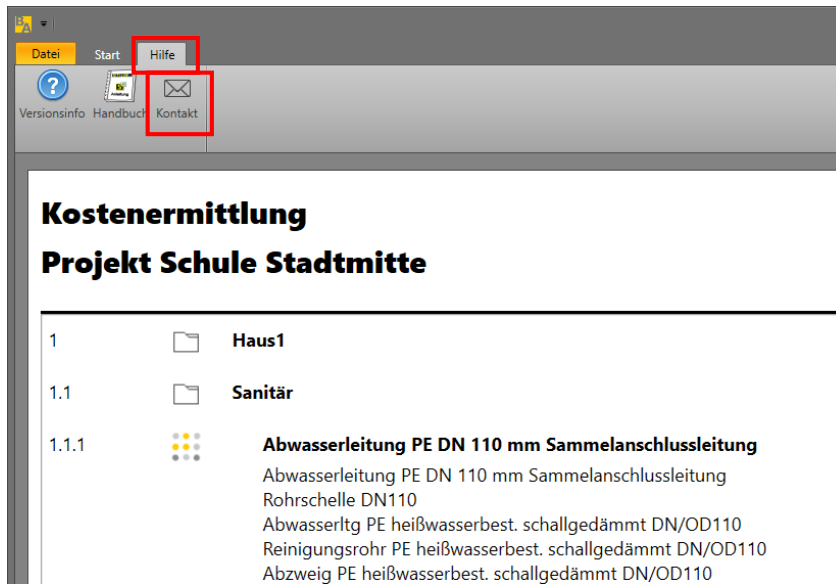 BA
Datei Start Hilfe
Versionsinfo Handbuch Kontakt
Kostenermittlung
Projekt Schule Stadtmitte
1 Haus1
1.1 Sanitär
1.1.1 Abwasserleitung PE DN 110 mm Sammelanschlussleitung
Abwasserleitung PE DN 110 mm Sammelanschlussleitung
Rohrschelle DN110
Abwasserltg PE heißwasserbest. schallgedämmt DN/OD110
Reinigungsrohr PE heißwasserbest. schallgedämmt DN/OD110
Abzweig PE heißwasserbest. schallgedämmt DN/OD110